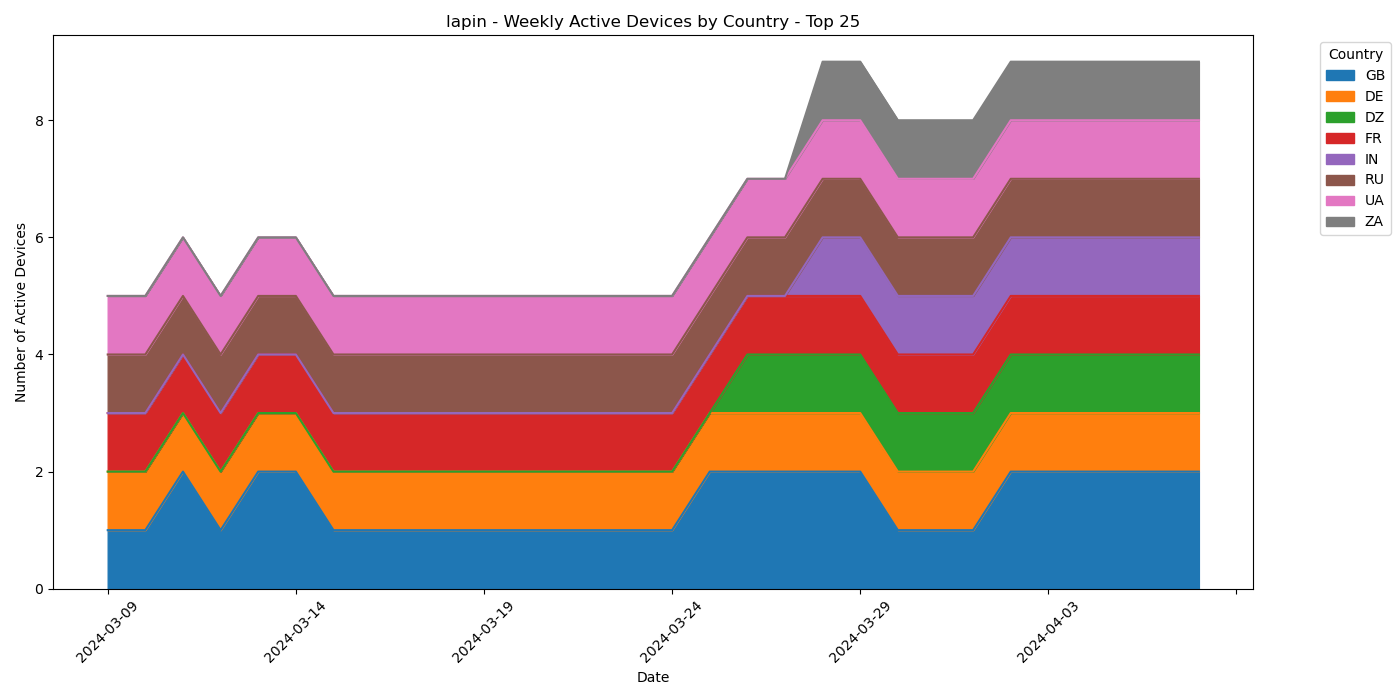 lapin - Weekly Active Devices by Country - Top 25
Number of Active Devices
8
6
4
2
0
2024-03-09
2024-03-14
2024-03-19
2024-03-24
2024-03-29
2024-04-03
Date
Country
GB
DE
DZ
FR
IN
RU
UA
ZA